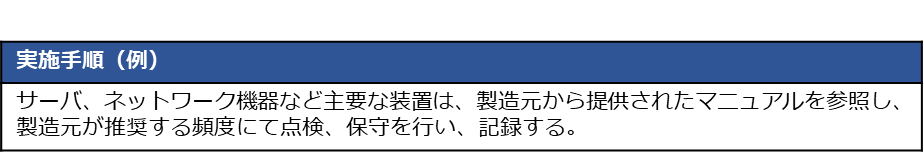 実施手順（例）
サーバ、ネットワーク機器など主要な装置は、製造元から提供されたマニュアルを参照し、
製造元が推奨する頻度にて点検、保守を行い、記録する。